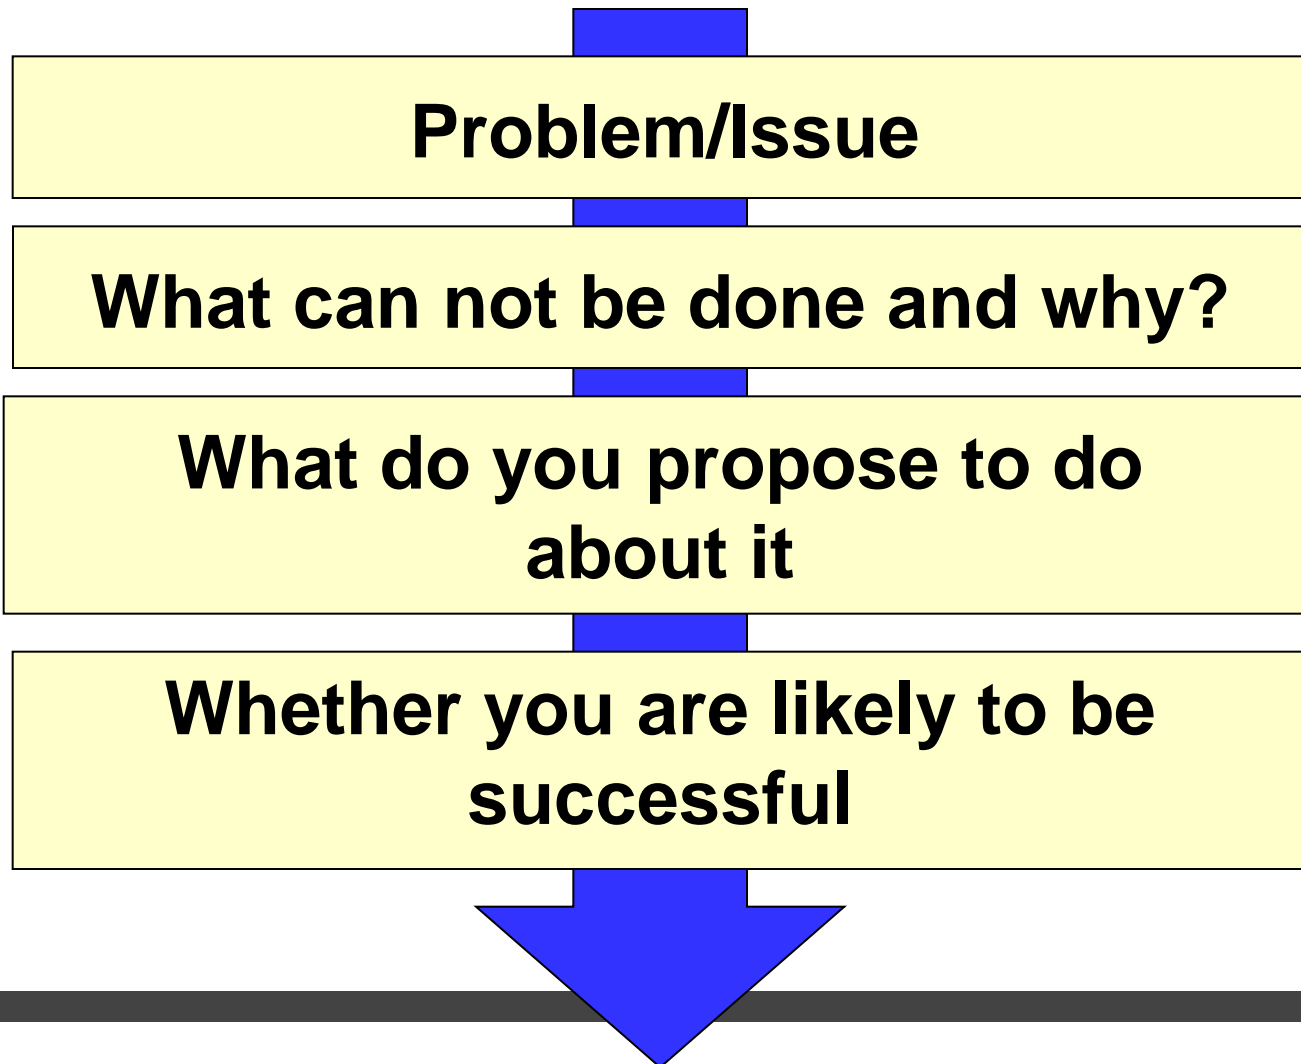 Problem/Issue
What can not be done and why?
What do you propose to do
about it
Whether you are likely to be
successful